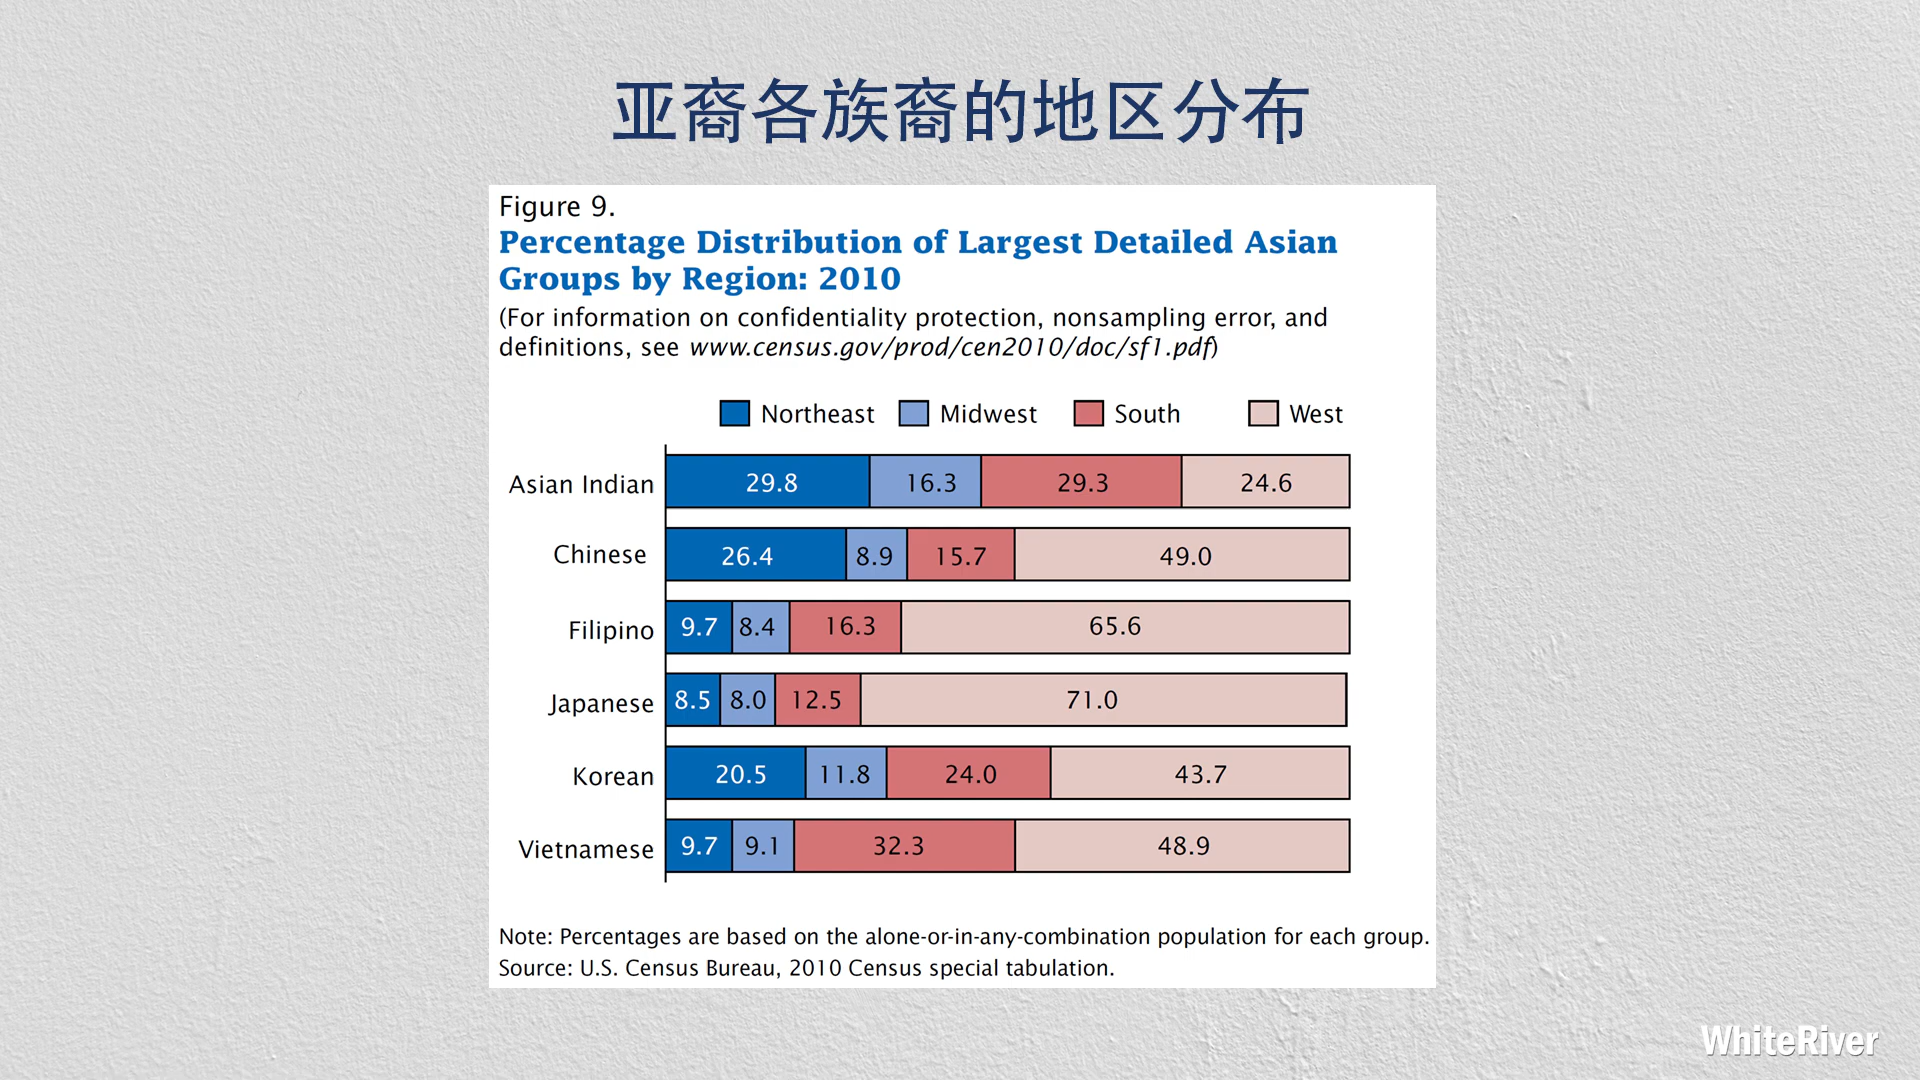 亚裔各族裔的地区分布
Figure 9.
Percentage Distribution of Largest Detailed Asian
Groups by Region: 2010
(For information on confidentiality protection, nonsampling error, and
definitions, see www.census.gov/prod/cen2010/doc/sf1.pdf)
Northeast Midwest South West
Asian Indian 29.8 16.3 29.3 24.6
Chinese 26.4 8.9 15.7 49.0
Filipino 9.7 8.4 16.3 65.6
Japanese 8.5 8.0 12.5 71.0
Korean 20.5 11.8 24.0 43.7
Vietnamese 9.7 9.1 32.3 48.9
Note: Percentages are based on the alone-or-in-any-combination population for each group.
Source: U.S. Census Bureau, 2010 Census special tabulation.
WhiteRiver